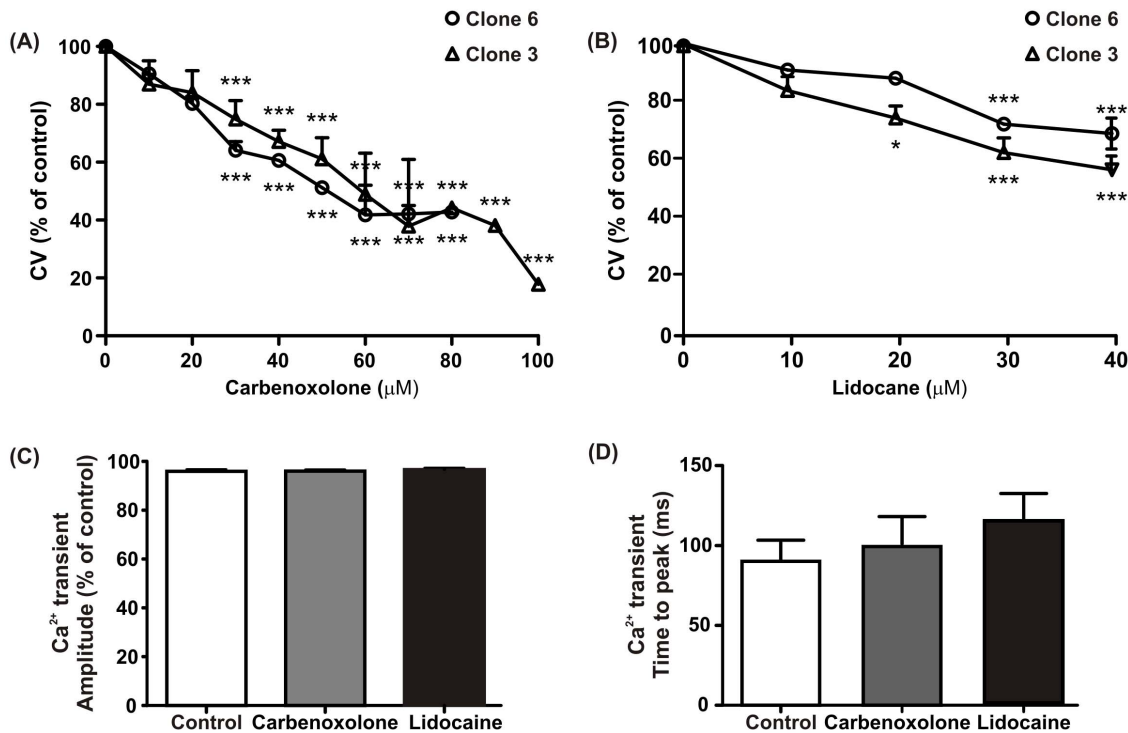 (A)
Clone 6
Clone 3
CV (% of control)
100
80
60
40
20
0
***
***
***
***
***
***
***
***
***
***
***
***
***
***
0 20 40 60 80 100
Carbenoxolone (μM)
(B)
Clone 6
Clone 3
CV (% of control)
100
80
60
40
20
0
***
***
*
***
***
0 10 20 30 40
Lidocane (μM)
(C)
Ca²⁺ transient
Amplitude (% of control)
100
80
60
40
20
0
Control Carbenoxolone Lidocaine
(D)
Ca²⁺ transient
Time to peak (ms)
150
100
50
0
Control Carbenoxolone Lidocaine